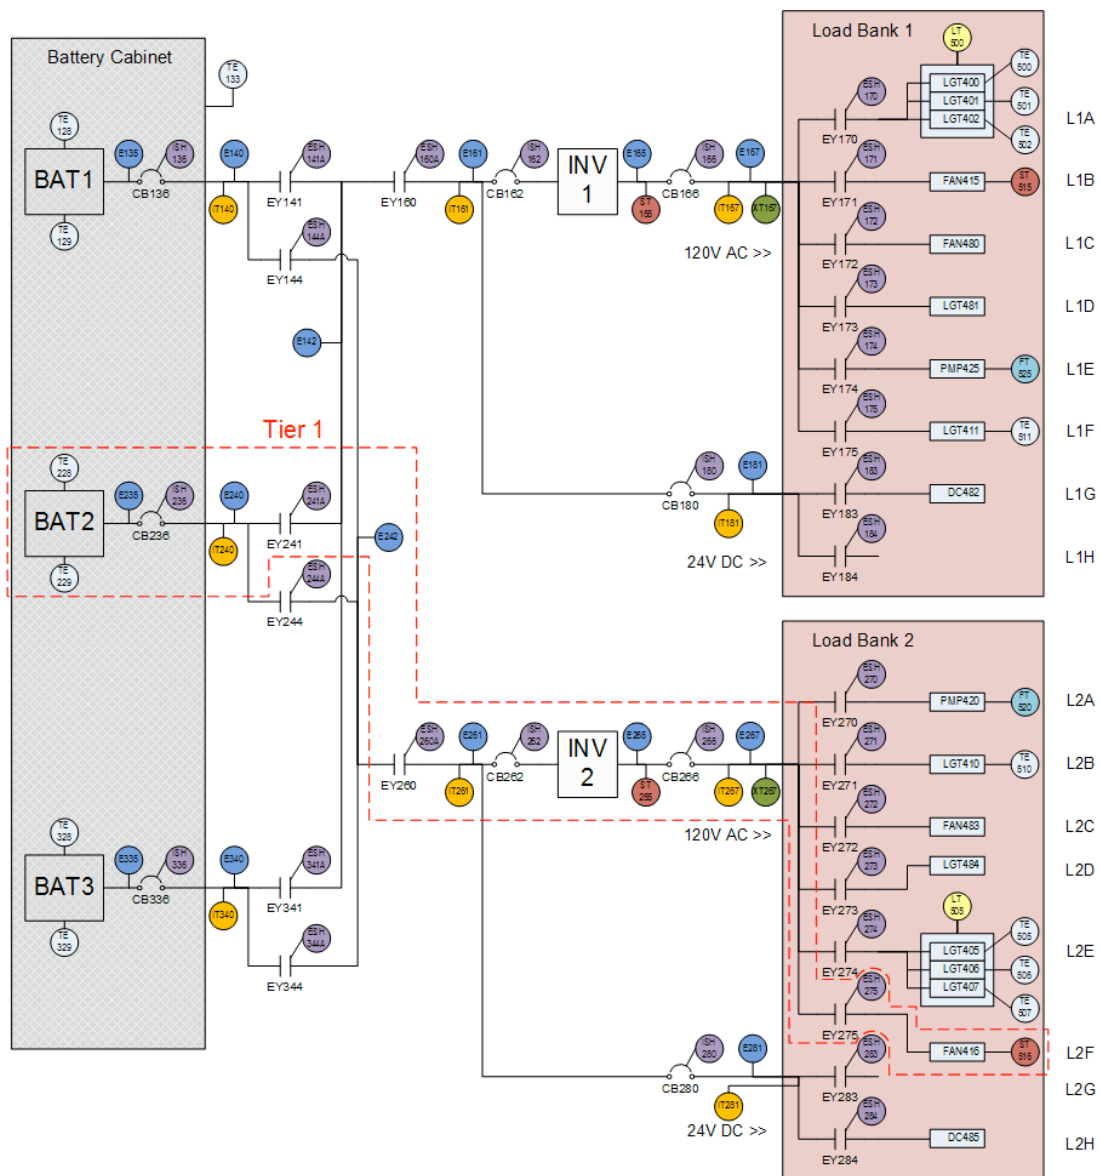 Battery Cabinet
TE 133
TE 128
BAT1
TE 129
E135
ISH 136
CB136
E140
IT140
ESH 141A
EY141
ESH 144A
EY144
E142
ESH 160A
EY160
E161
IT161
ISH 162
CB162
INV 1
E165
ST 165
ISH 166
CB166
E167
IT167
XT167
120V AC >>
ISH 180
CB180
E181
IT181
24V DC >>
Load Bank 1
LT 500
ESH 170
EY170
LGT400
LGT401
LGT402
TE 500
TE 501
TE 502
L1A
ESH 171
EY171
FAN415
ST 515
L1B
ESH 172
EY172
FAN480
L1C
ESH 173
EY173
LGT481
L1D
ESH 174
EY174
PMP425
FT 525
L1E
ESH 175
EY175
LGT411
TE 511
L1F
ESH 183
EY183
DC482
L1G
ESH 184
EY184
L1H
Tier 1
TE 228
BAT2
TE 229
E235
ISH 236
CB236
E240
IT240
ESH 241A
EY241
ESH 244A
EY244
E242
ESH 260A
EY260
E261
IT261
ISH 262
CB262
INV 2
E265
ST 265
ISH 266
CB266
E267
IT267
XT267
120V AC >>
ISH 280
CB280
E281
IT281
24V DC >>
Load Bank 2
ESH 270
EY270
PMP420
FT 520
L2A
ESH 271
EY271
LGT410
TE 510
L2B
ESH 272
EY272
FAN483
L2C
ESH 273
EY273
LGT484
L2D
LT 505
ESH 274
EY274
LGT405
LGT406
LGT407
TE 505
TE 506
TE 507
L2E
ESH 275
EY275
FAN416
ST 516
L2F
ESH 283
EY283
L2G
ESH 284
EY284
DC485
L2H
TE 328
BAT3
TE 329
E335
ISH 336
CB336
E340
IT340
ESH 341A
EY341
ESH 344A
EY344